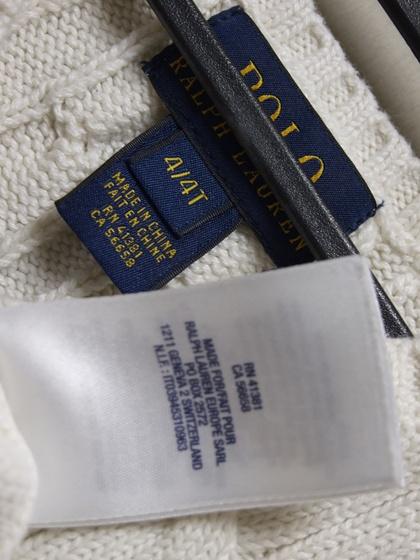 POLO
RALPH LAUREN
4/4T
MADE IN CHINA
FAIT EN CHINE
RN 41381
CA 56658
RN 41381
CA 56658
MADE FOR/FAIT POUR
RALPH LAUREN EUROPE SARL
PO BOX 2572
1211 GENEVA 2 SWITZERLAND
N.I.F.: IT03945310963